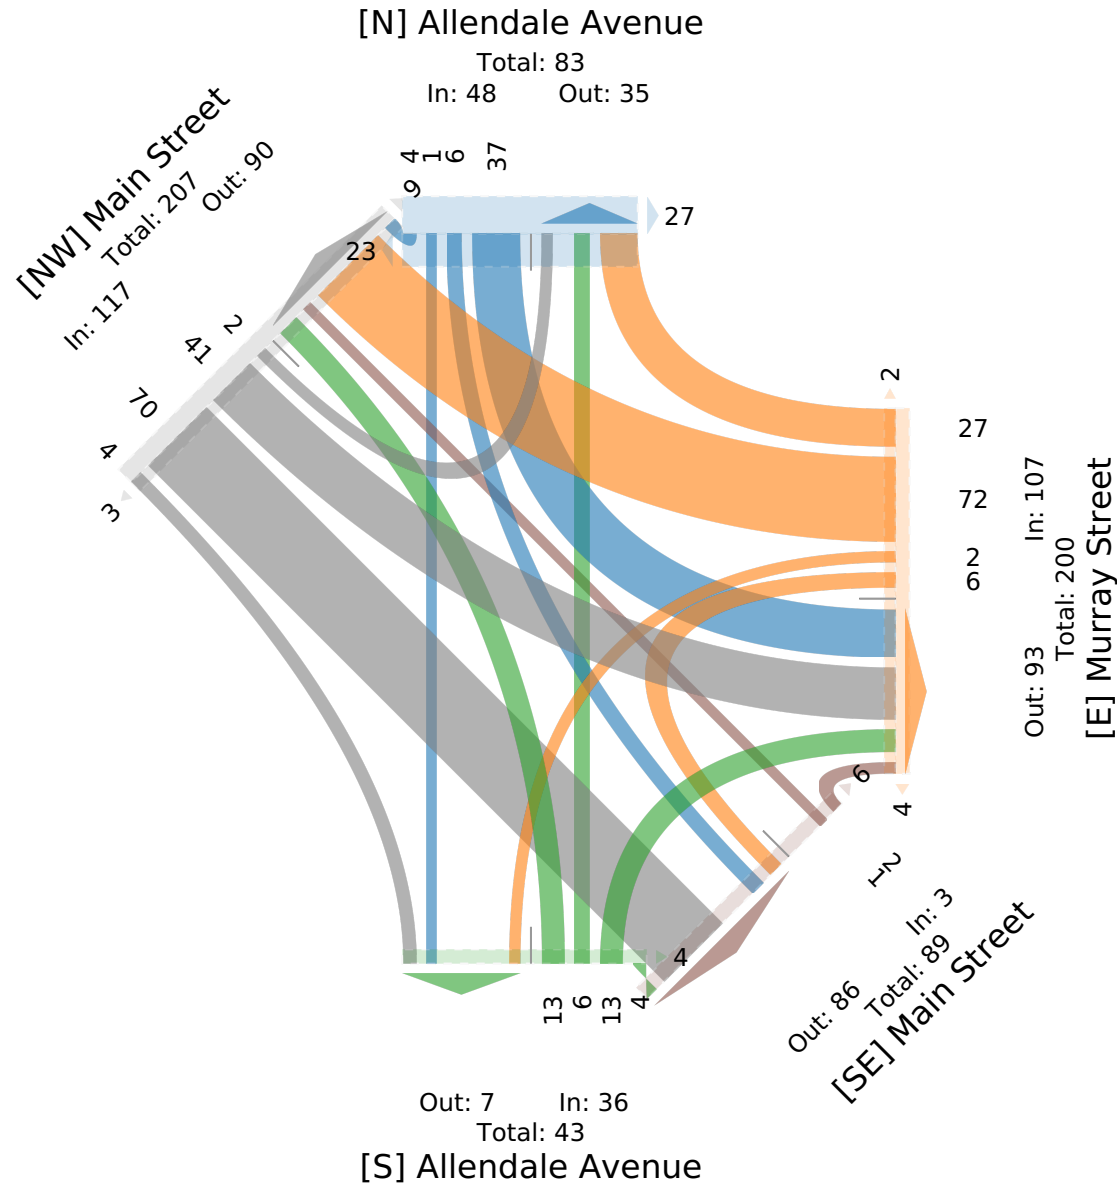 [N] Allendale Avenue
Total: 83
In: 48 Out: 35
4
1
6
37
9
27
[NW] Main Street
Total: 207
Out: 90
In: 117
23
2
41
70
4
3
2
27
72
2
6
In: 107
Total: 200
Out: 93
[E] Murray Street
6
4
2
1
In: 3
Total: 89
Out: 86
[SE] Main Street
4
13
6
13
4
Out: 7 In: 36
Total: 43
[S] Allendale Avenue